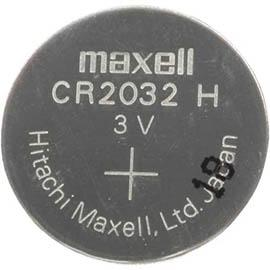 maxell
CR2032 H
3 V
+
Hitachi Maxell, Ltd. Japan
18